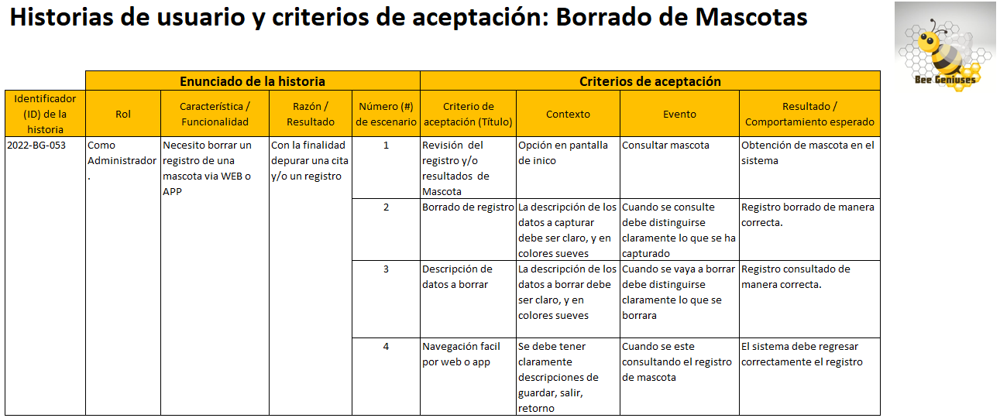 Historias de usuario y criterios de aceptación: Borrado de Mascotas
Bee Geniuses
Enunciado de la historia
Criterios de aceptación
Identificador
(ID) de la
historia
Rol
Característica /
Funcionalidad
Razón /
Resultado
Número (#)
de escenario
Criterio de
aceptación (Título)
Contexto
Evento
Resultado /
Comportamiento esperado
2022-BG-053
Como
Administrador
.
Necesito borrar un
registro de una
mascota via WEB o
APP
Con la finalidad
depurar una cita
y/o un registro
1
Revisión del
registro y/o
resultados de
Mascota
Opción en pantalla
de inico
Consultar mascota
Obtención de mascota en el
sistema
2
Borrado de registro
La descripción de los
datos a capturar
debe ser claro, y en
colores sueves
Cuando se consulte
debe distinguirse
claramente lo que se ha
capturado
Registro borrado de manera
correcta.
3
Descripción de
datos a borrar
La descripción de los
datos a borrar debe
ser claro, y en
colores sueves
Cuando se vaya a borrar
debe distinguirse
claramente lo que se
borrara
Registro consultado de
manera correcta.
4
Navegación facil
por web o app
Se debe tener
claramente
descripciones de
guardar, salir,
retorno
Cuando se este
consultando el registro
de mascota
El sistema debe regresar
correctamente el registro